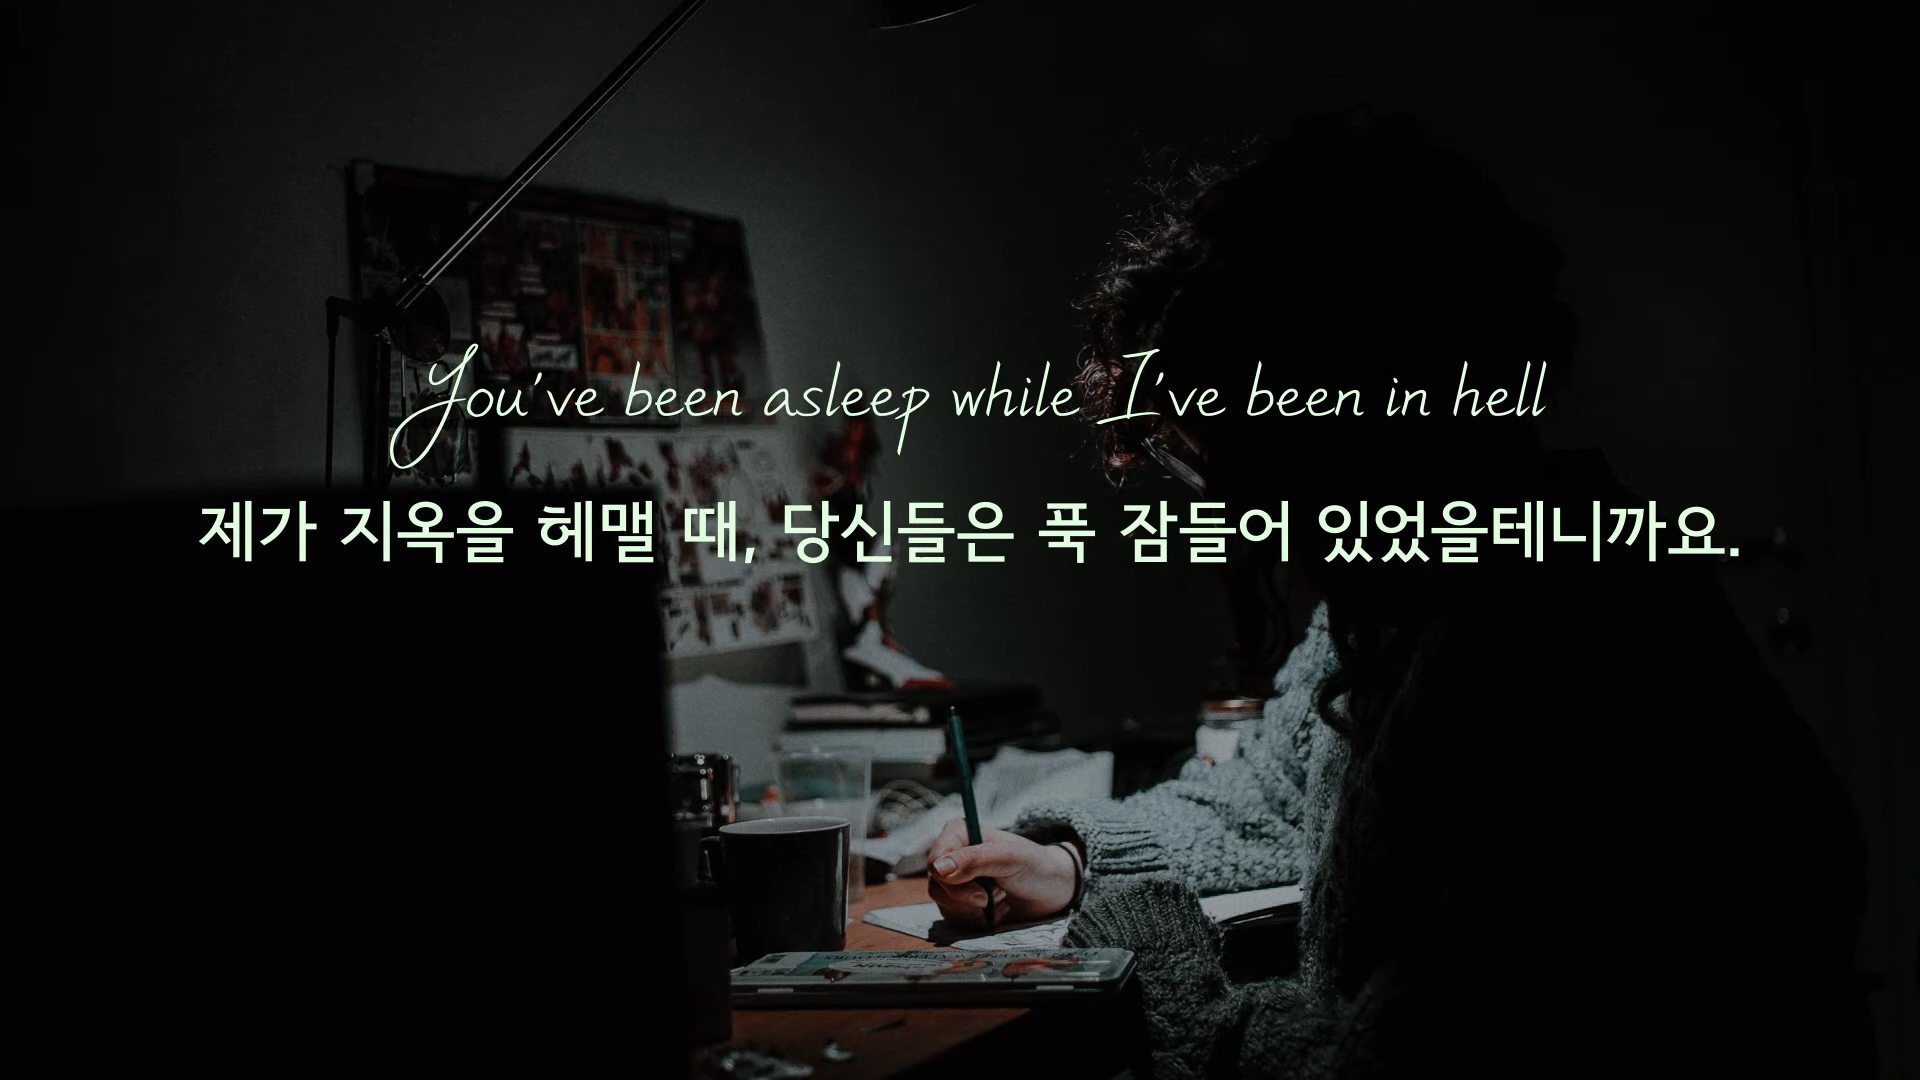 You've been asleep while I've been in hell
제가 지옥을 헤맬 때, 당신들은 푹 잠들어 있었을테니까요.